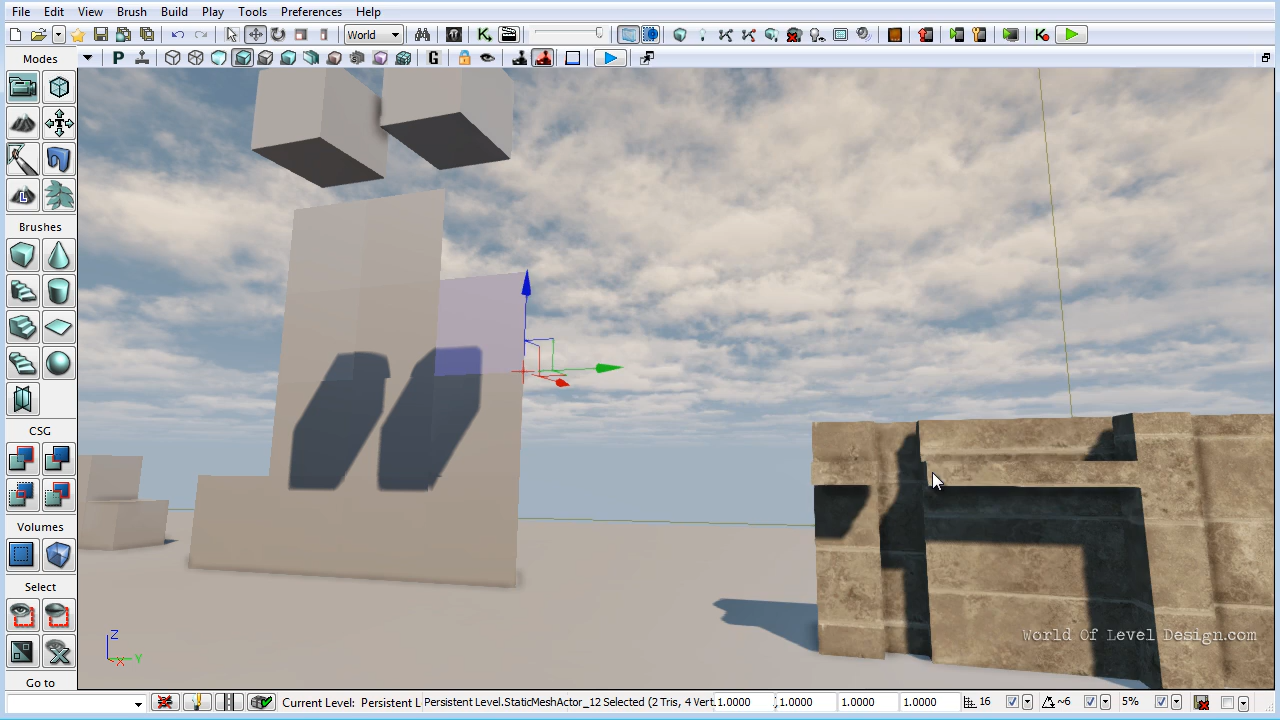 File Edit View Brush Build Play Tools Preferences Help
World
Modes
P
G
L
Brushes
CSG
Volumes
Select
Go to
Z
X Y
World Of Level Design.com
Current Level: Persistent L
Persistent Level.StaticMeshActor_12 Selected (2 Tris, 4 Vert
1.0000 1.0000 1.0000 1.0000 16 ~6 5%